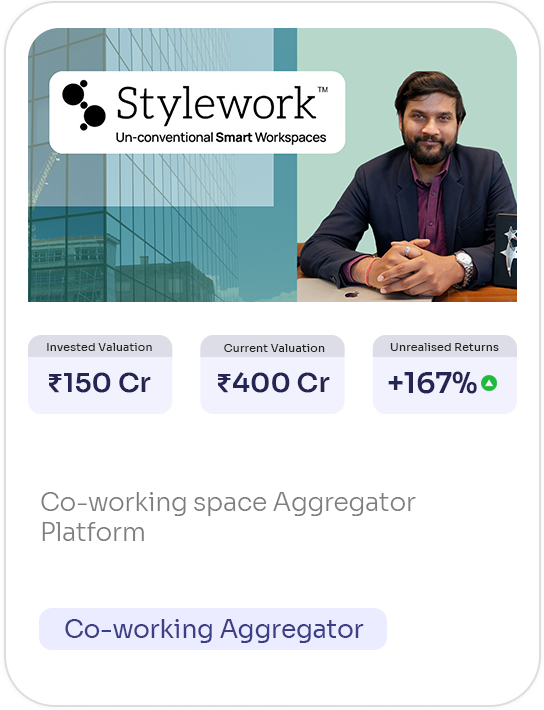 Stylework™
Un-conventional Smart Workspaces
Invested Valuation
₹150 Cr
Current Valuation
₹400 Cr
Unrealised Returns
+167%
Co-working space Aggregator
Platform
Co-working Aggregator